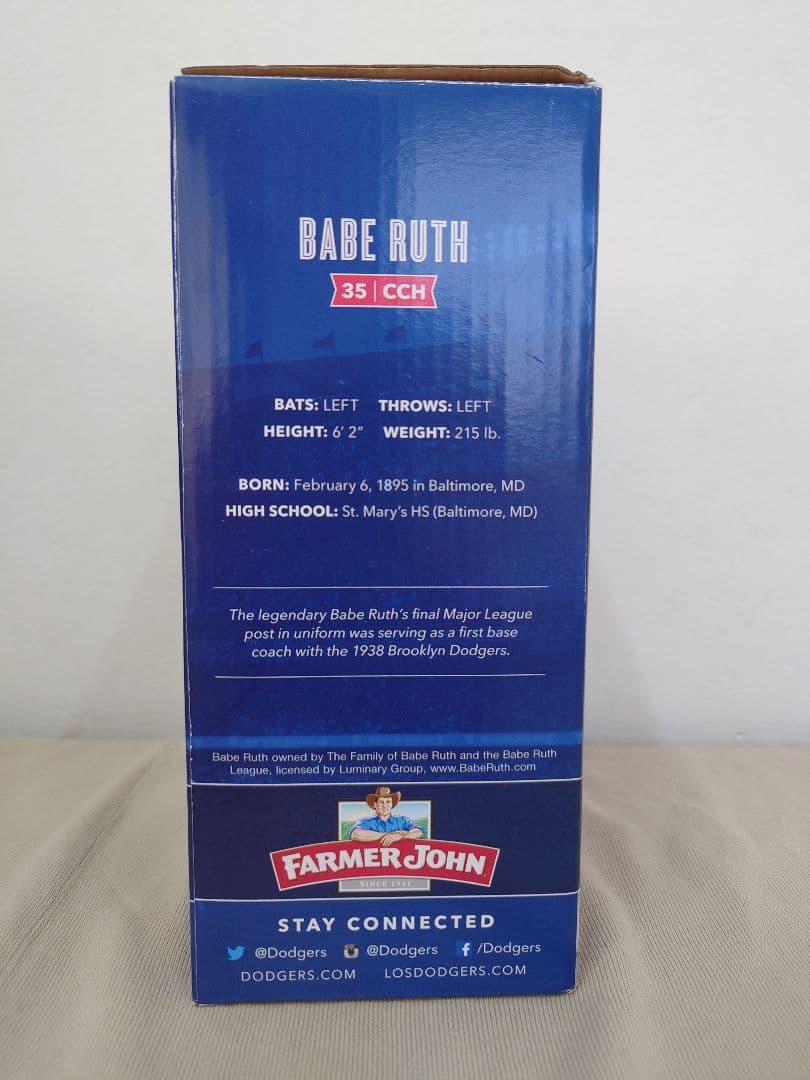 BABE RUTH
35 | CCH
BATS: LEFT THROWS: LEFT
HEIGHT: 6' 2" WEIGHT: 215 lb.
BORN: February 6, 1895 in Baltimore, MD
HIGH SCHOOL: St. Mary's HS (Baltimore, MD)
The legendary Babe Ruth's final Major League
post in uniform was serving as a first base
coach with the 1938 Brooklyn Dodgers.
Babe Ruth owned by The Family of Babe Ruth and the Babe Ruth
League, licensed by Luminary Group, www.BabeRuth.com
FARMER JOHN
SINCE 1931
STAY CONNECTED
@Dodgers @Dodgers f /Dodgers
DODGERS.COM LOSDODGERS.COM